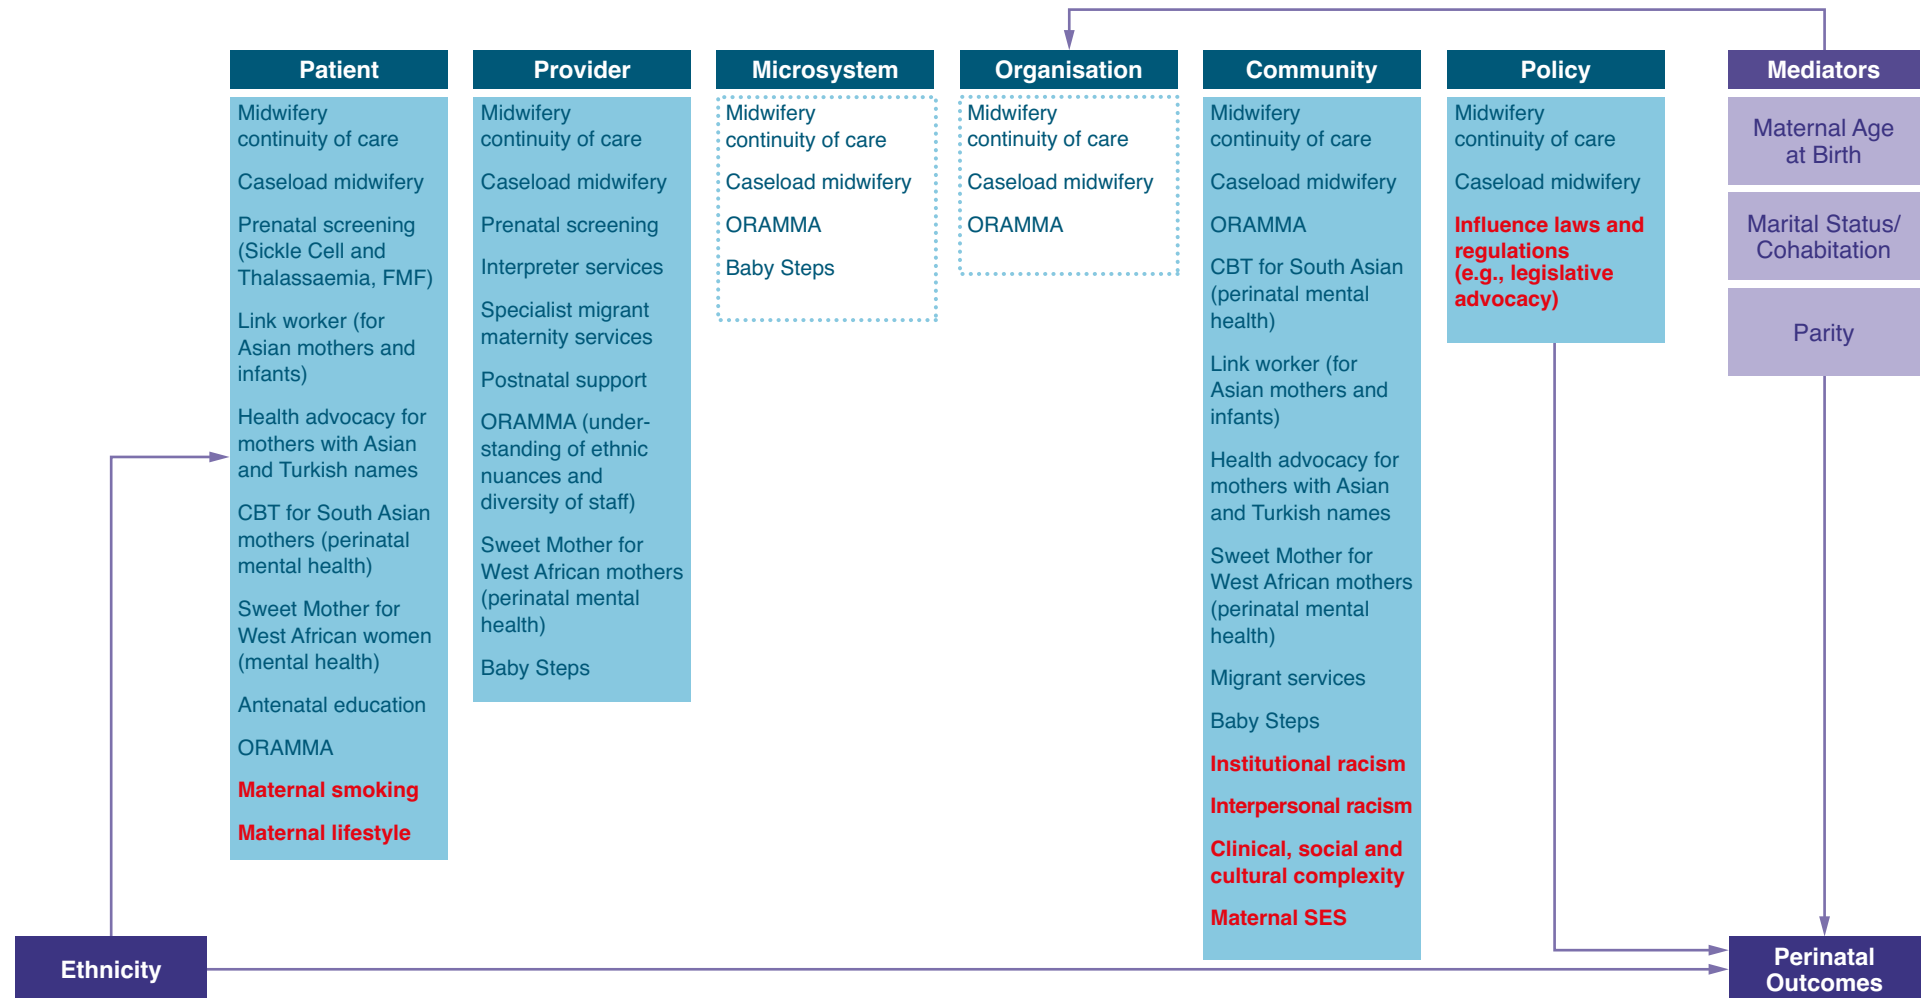 Patient
Midwifery
continuity of care
Caseload midwifery
Prenatal screening
(Sickle Cell and
Thalassaemia, FMF)
Link worker (for
Asian mothers and
infants)
Health advocacy for
mothers with Asian
and Turkish names
CBT for South Asian
mothers (perinatal
mental health)
Sweet Mother for
West African women
(mental health)
Antenatal education
ORAMMA
Maternal smoking
Maternal lifestyle
Provider
Midwifery
continuity of care
Caseload midwifery
Prenatal screening
Interpreter services
Specialist migrant
maternity services
Postnatal support
ORAMMA (under-
standing of ethnic
nuances and
diversity of staff)
Sweet Mother for
West African mothers
(perinatal mental
health)
Baby Steps
Microsystem
Midwifery
continuity of care
Caseload midwifery
ORAMMA
Baby Steps
Organisation
Midwifery
continuity of care
Caseload midwifery
ORAMMA
Community
Midwifery
continuity of care
Caseload midwifery
ORAMMA
CBT for South Asian
(perinatal mental
health)
Link worker (for
Asian mothers and
infants)
Health advocacy for
mothers with Asian
and Turkish names
Sweet Mother for
West African mothers
(perinatal mental
health)
Migrant services
Baby Steps
Institutional racism
Interpersonal racism
Clinical, social and
cultural complexity
Maternal SES
Policy
Midwifery
continuity of care
Caseload midwifery
Influence laws and
regulations
(e.g., legislative
advocacy)
Mediators
Maternal Age
at Birth
Marital Status/
Cohabitation
Parity
Ethnicity
Perinatal
Outcomes